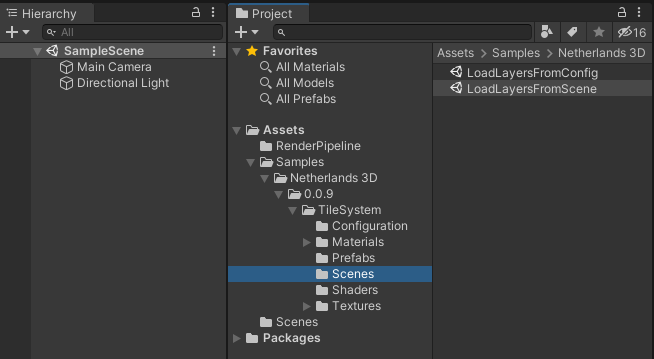 Hierarchy
All
SampleScene
Main Camera
Directional Light
Project
16
Favorites
All Materials
All Models
All Prefabs
Assets
RenderPipeline
Samples
Netherlands 3D
0.0.9
TileSystem
Configuration
Materials
Prefabs
Scenes
Shaders
Textures
Scenes
Packages
Assets > Samples > Netherlands 3D
LoadLayersFromConfig
LoadLayersFromScene